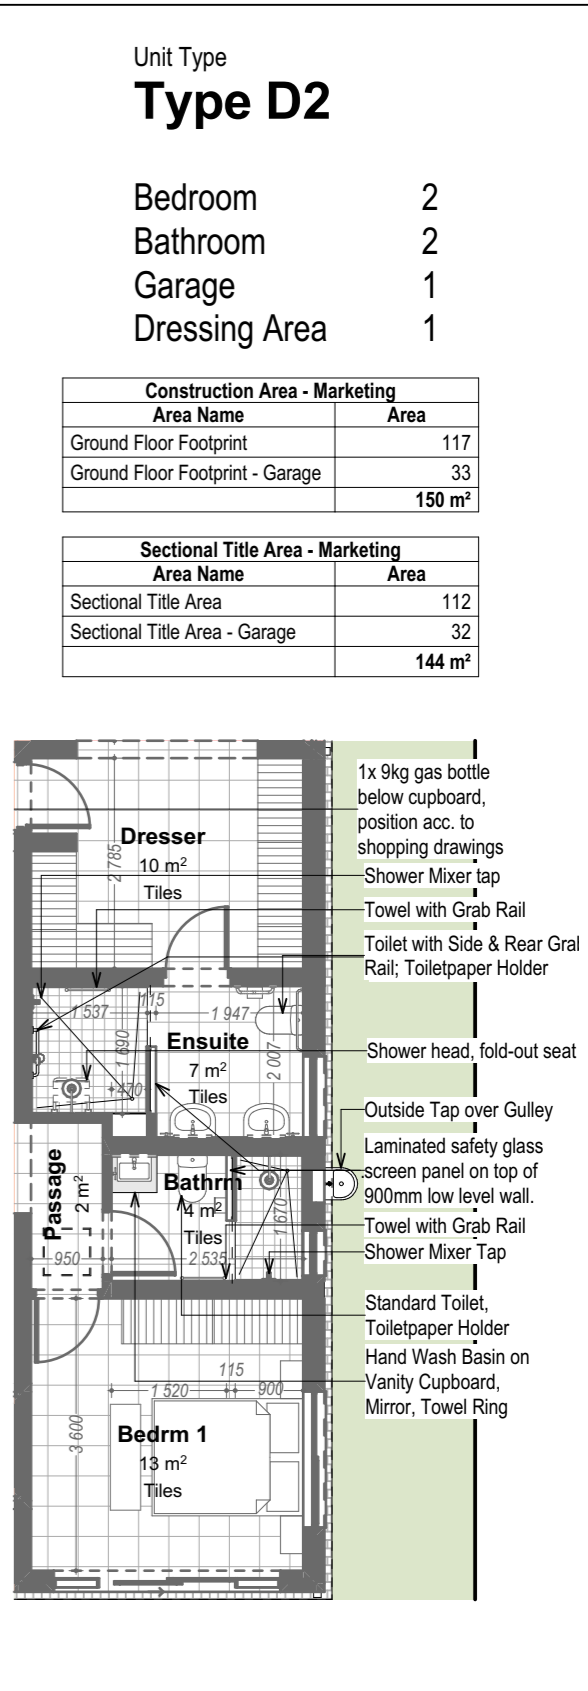 Unit Type
Type D2
Bedroom 2
Bathroom 2
Garage 1
Dressing Area 1
Construction Area - Marketing
Area Name Area
Ground Floor Footprint 117
Ground Floor Footprint - Garage 33
150 m²
Sectional Title Area - Marketing
Area Name Area
Sectional Title Area 112
Sectional Title Area - Garage 32
144 m²
1x 9kg gas bottle
below cupboard,
position acc. to
shopping drawings
Dresser
10 m²
Tiles
2 785
Shower Mixer tap
Towel with Grab Rail
Toilet with Side & Rear Gral
Rail; Toiletpaper Holder
1 537
115
1 947
1 690
470
2 007
Ensuite
7 m²
Tiles
Shower head, fold-out seat
Outside Tap over Gulley
Laminated safety glass
screen panel on top of
900mm low level wall.
Passage
2 m²
950
Bathrm
4 m²
Tiles
2 535
1 670
Towel with Grab Rail
Shower Mixer Tap
Standard Toilet,
Toiletpaper Holder
Hand Wash Basin on
Vanity Cupboard,
Mirror, Towel Ring
115
1 520
900
3 600
Bedrm 1
13 m²
Tiles